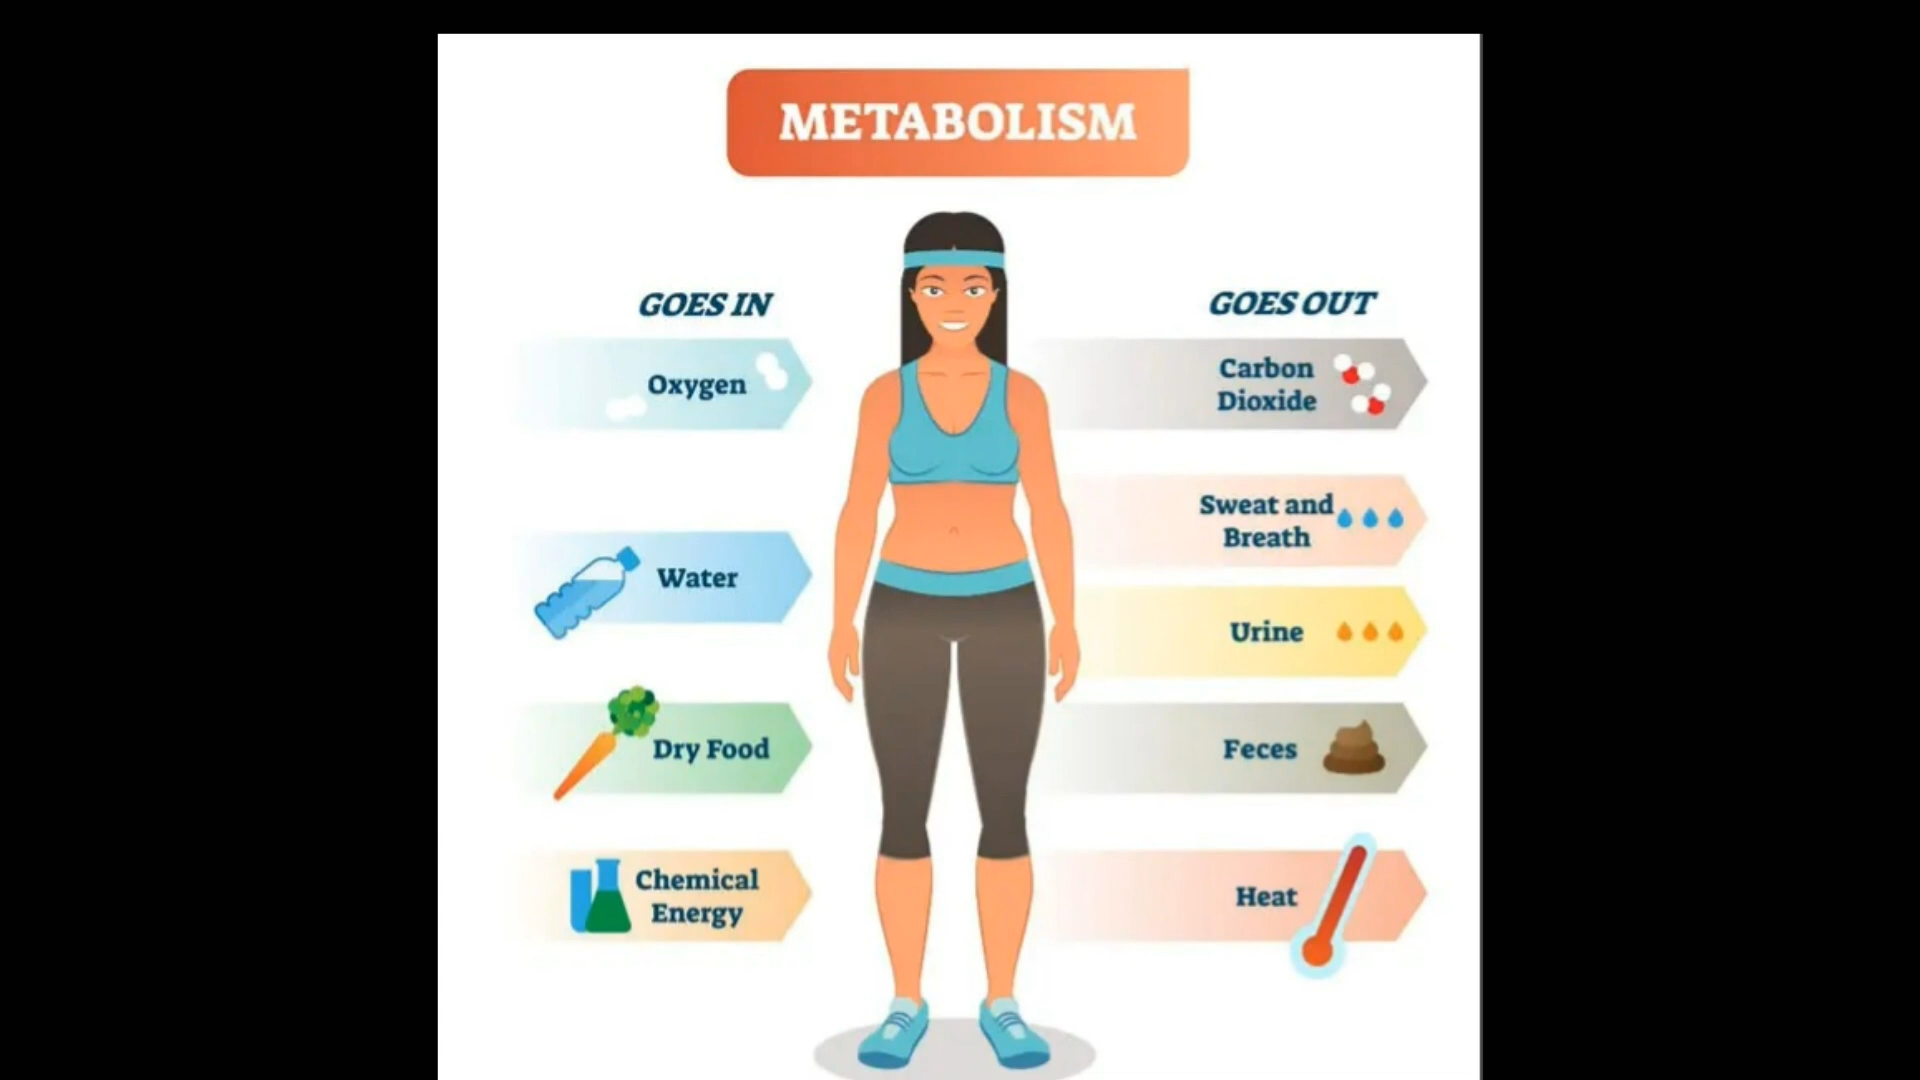 METABOLISM
GOES IN
Oxygen
Water
Dry Food
Chemical
Energy
GOES OUT
Carbon
Dioxide
Sweat and
Breath
Urine
Feces
Heat